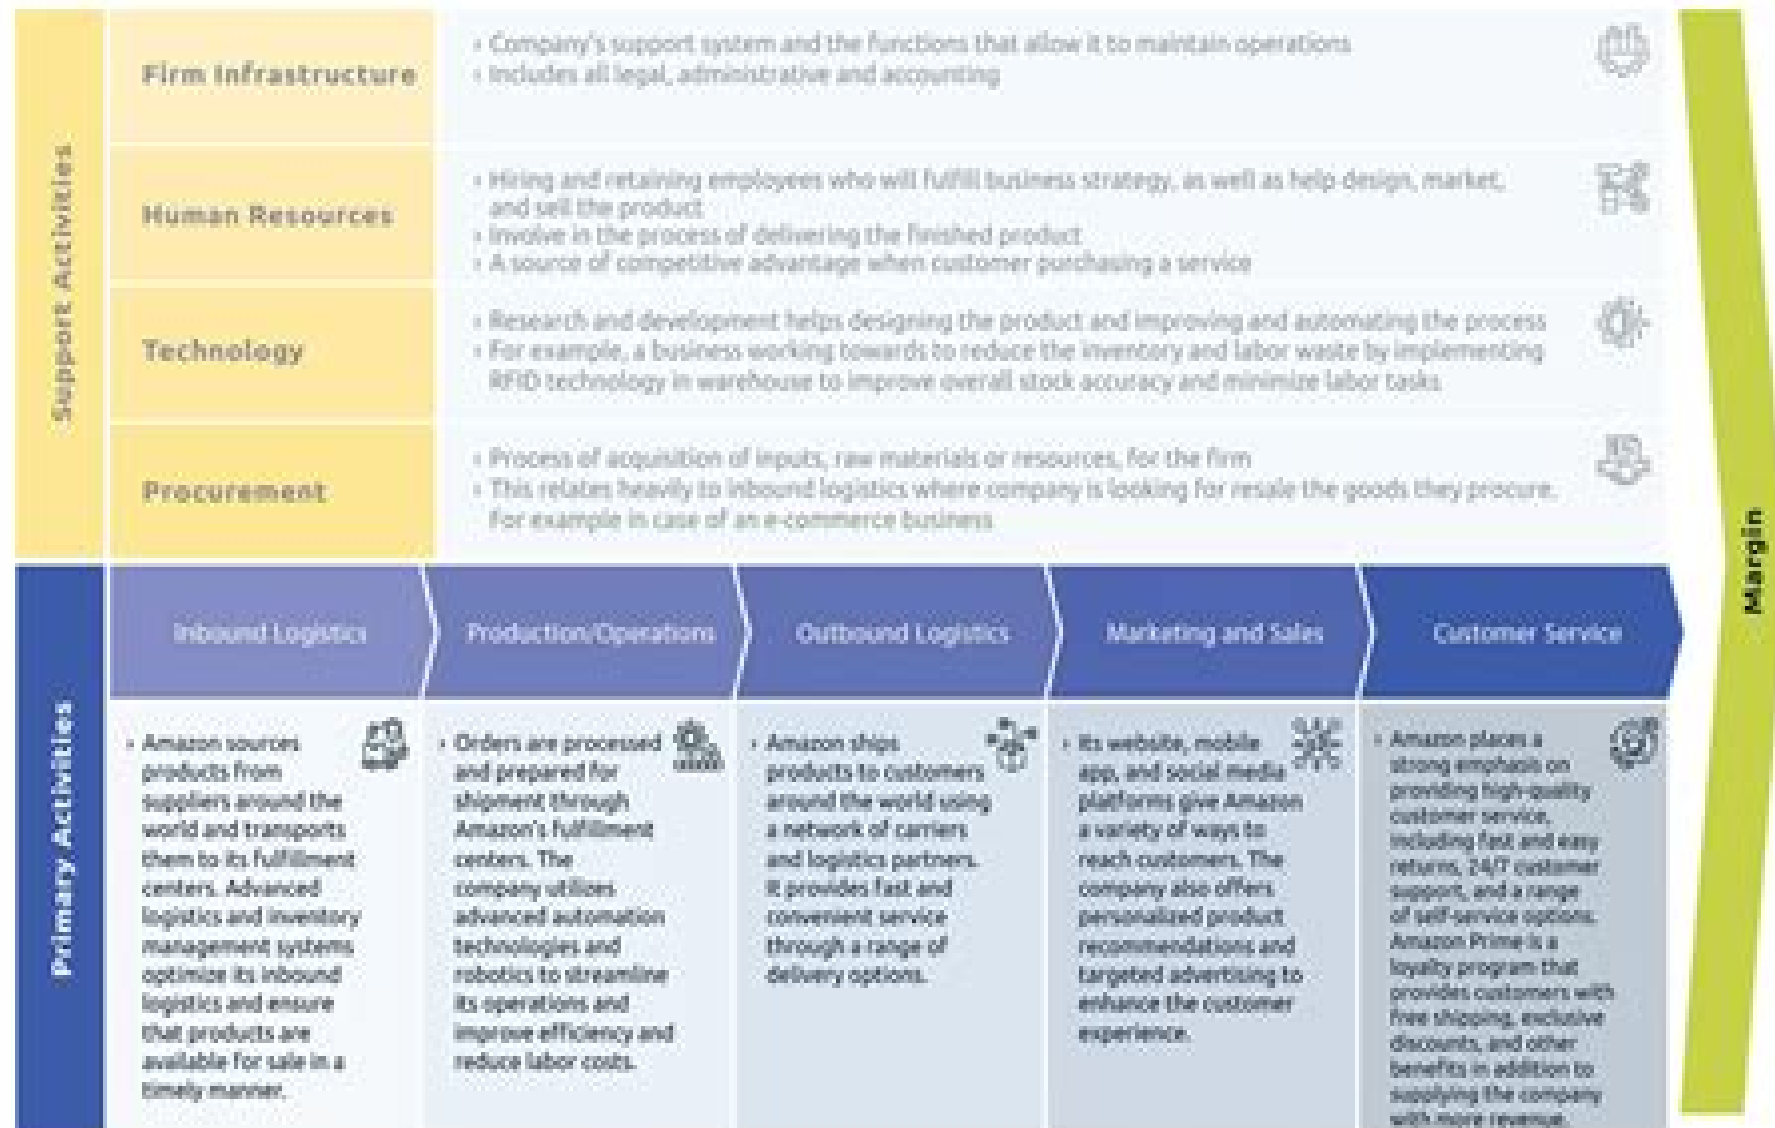 Support Activities
Firm Infrastructure
› Company's support system and the functions that allow it to maintain operations
› Includes all legal, administrative and accounting
Human Resources
› Hiring and retaining employees who will fulfill business strategy, as well as help design, market,
and sell the product
› Involve in the process of delivering the finished product
› A source of competitive advantage when customer purchasing a service
Technology
› Research and development helps designing the product and improving and automating the process
› For example, a business working towards to reduce the inventory and labor waste by implementing
RFID technology in warehouse to improve overall stock accuracy and minimize labor tasks
Procurement
› Process of acquisition of inputs, raw materials or resources, for the firm
› This relates heavily to inbound logistics where company is looking for resale the goods they procure.
For example in case of an e-commerce business
Margin
Primary Activities
Inbound Logistics
› Amazon sources
products from
suppliers around the
world and transports
them to its fulfillment
centers. Advanced
logistics and inventory
management systems
optimize its inbound
logistics and ensure
that products are
available for sale in a
timely manner.
Production/Operations
› Orders are processed
and prepared for
shipment through
Amazon's fulfillment
centers. The
company utilizes
advanced automation
technologies and
robotics to streamline
its operations and
improve efficiency and
reduce labor costs.
Outbound Logistics
› Amazon ships
products to customers
around the world using
a network of carriers
and logistics partners.
It provides fast and
convenient service
through a range of
delivery options.
Marketing and Sales
› Its website, mobile
app, and social media
platforms give Amazon
a variety of ways to
reach customers. The
company also offers
personalized product
recommendations and
targeted advertising to
enhance the customer
experience.
Customer Service
› Amazon places a
strong emphasis on
providing high-quality
customer service,
including fast and easy
returns, 24/7 customer
support, and a range
of self-service options.
Amazon Prime is a
loyalty program that
provides customers with
free shipping, exclusive
discounts, and other
benefits in addition to
supplying the company
with more revenue.